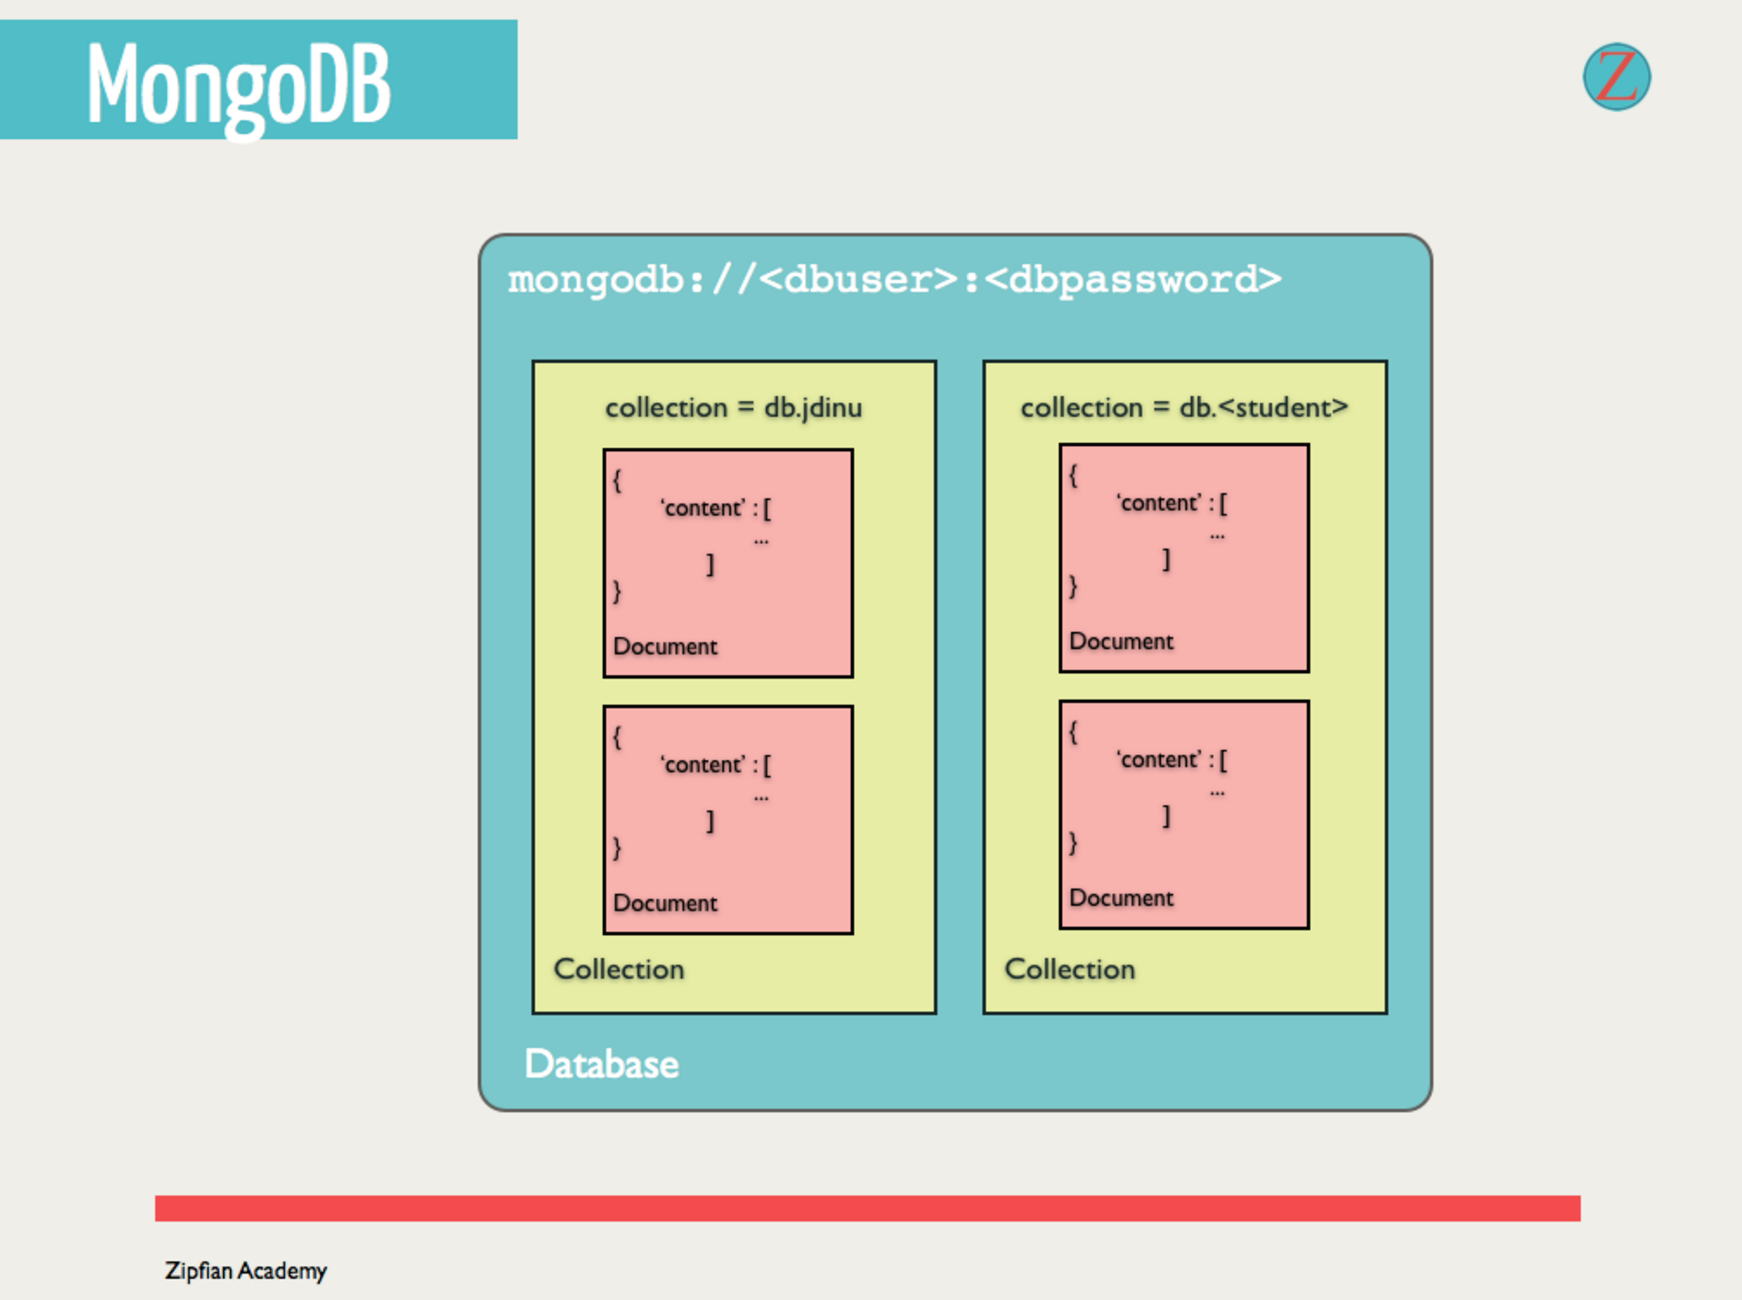 MongoDB
Z
mongodb://<dbuser>:<dbpassword>
collection = db.jdinu
{
‘content’ : [
...
]
}
Document
{
‘content’ : [
...
]
}
Document
Collection
collection = db.<student>
{
‘content’ : [
...
]
}
Document
{
‘content’ : [
...
]
}
Document
Collection
Database
Zipfian Academy